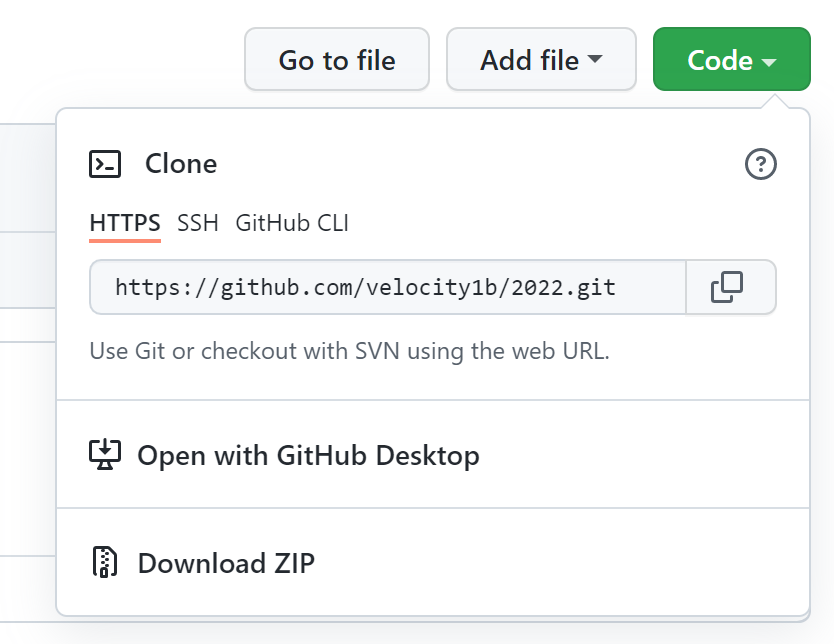 Go to file Add file Code
Clone
HTTPS SSH GitHub CLI
https://github.com/velocity1b/2022.git
Use Git or checkout with SVN using the web URL.
Open with GitHub Desktop
Download ZIP